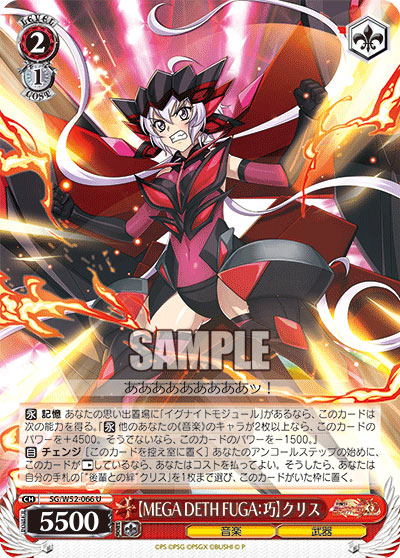 LEVEL
2
1
COST
SAMPLE
ああああああああああッ！
【永】 記憶 あなたの思い出置場に「イグナイトモジュール」があるなら、このカードは
次の能力を得る。『【永】 他のあなたの《音楽》のキャラが2枚以上なら、このカードの
パワーを＋4500。そうでないなら、このカードのパワーを－1500。』
【自】 チェンジ ［このカードを控え室に置く］ あなたのアンコールステップの始めに、
このカードが【レスト】しているなら、あなたはコストを払ってよい。そうしたら、あなたは
自分の手札の「“後輩との絆”クリス」を1枚まで選び、このカードがいた枠に置く。
CH SG/W52-066 U
5500
[MEGA DETH FUGA:巧]クリス
音楽 武器
©PS ©PSG ©PSGX ©BUSHI © P.